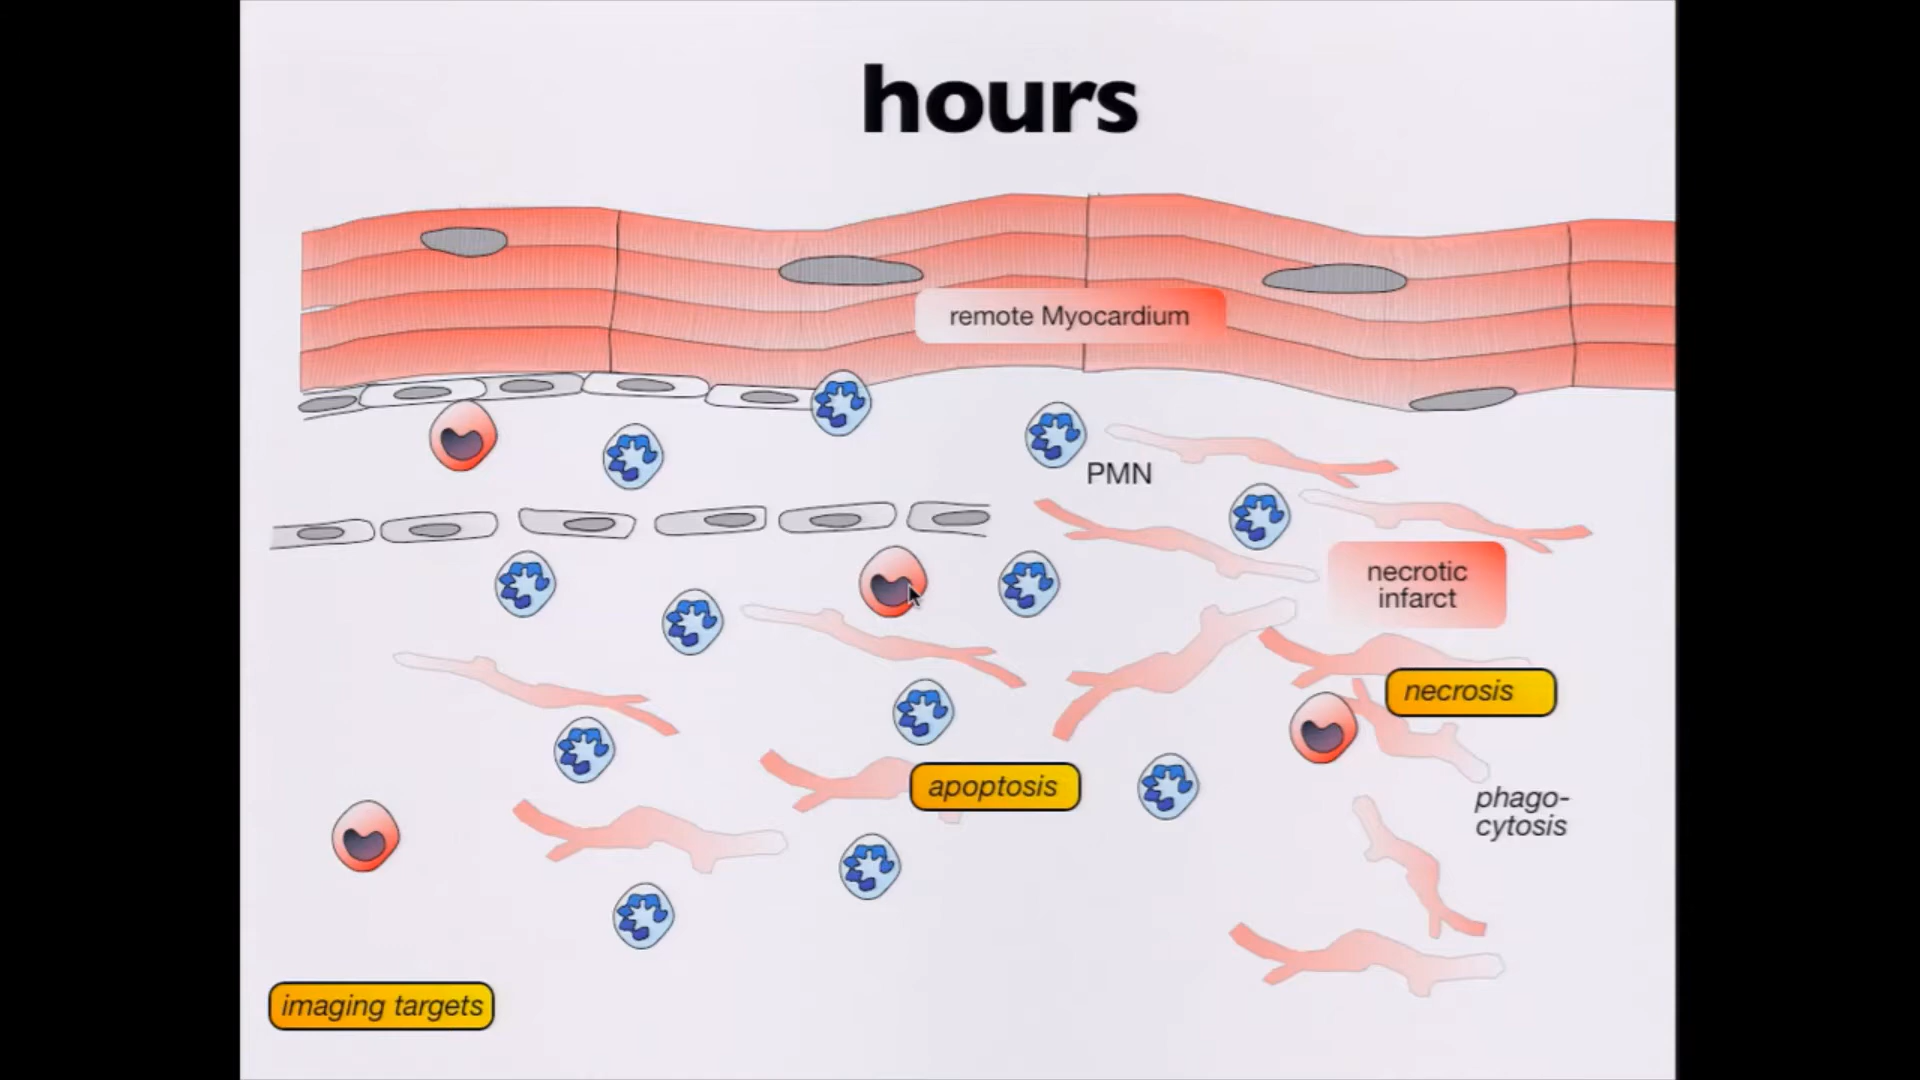 hours
remote Myocardium
PMN
necrotic
infarct
necrosis
apoptosis
phago-
cytosis
imaging targets